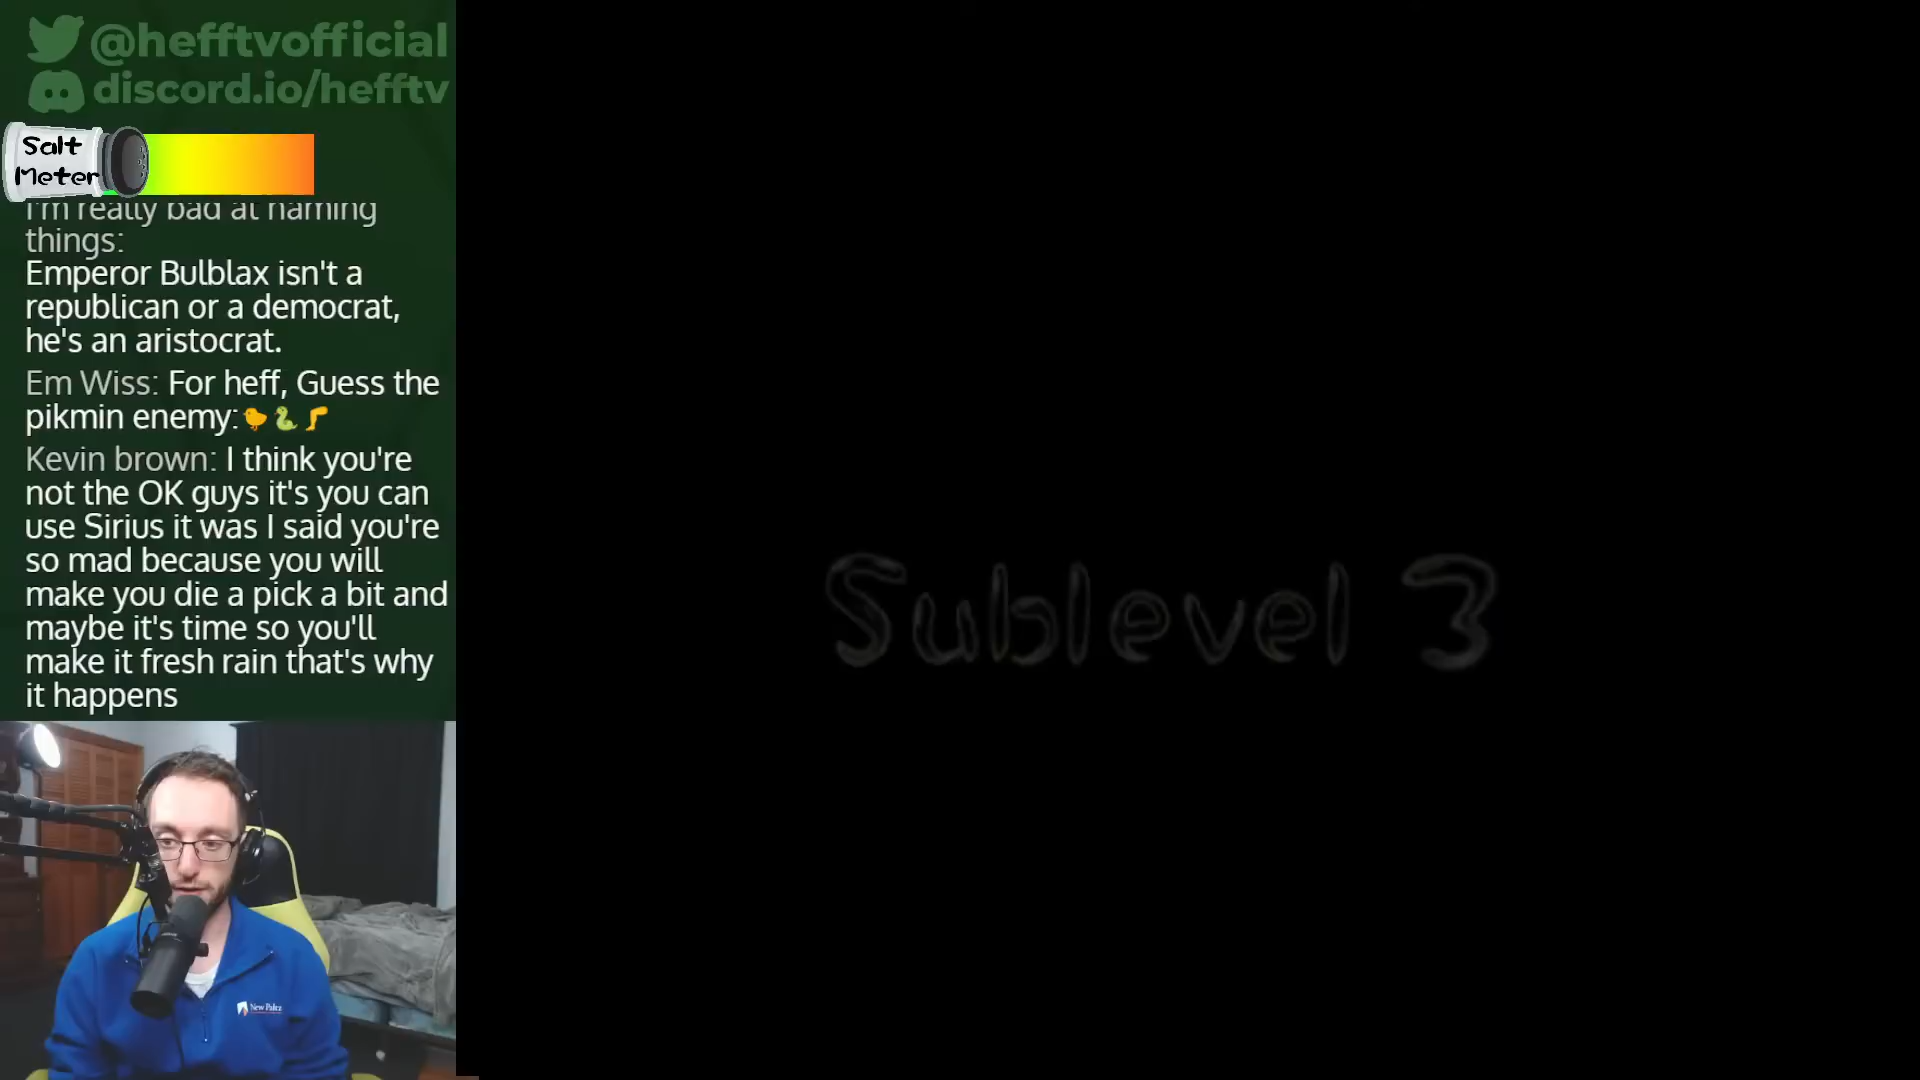 @hefftvofficial
discord.io/hefftv
Salt
Meter
I'm really bad at naming
things:
Emperor Bulblax isn't a
republican or a democrat,
he's an aristocrat.
Em Wiss: For heff, Guess the
pikmin enemy:🐤🐍🦵
Kevin brown: I think you're
not the OK guys it's you can
use Sirius it was I said you're
so mad because you will
make you die a pick a bit and
maybe it's time so you'll
make it fresh rain that's why
it happens
Sublevel 3
New Paltz